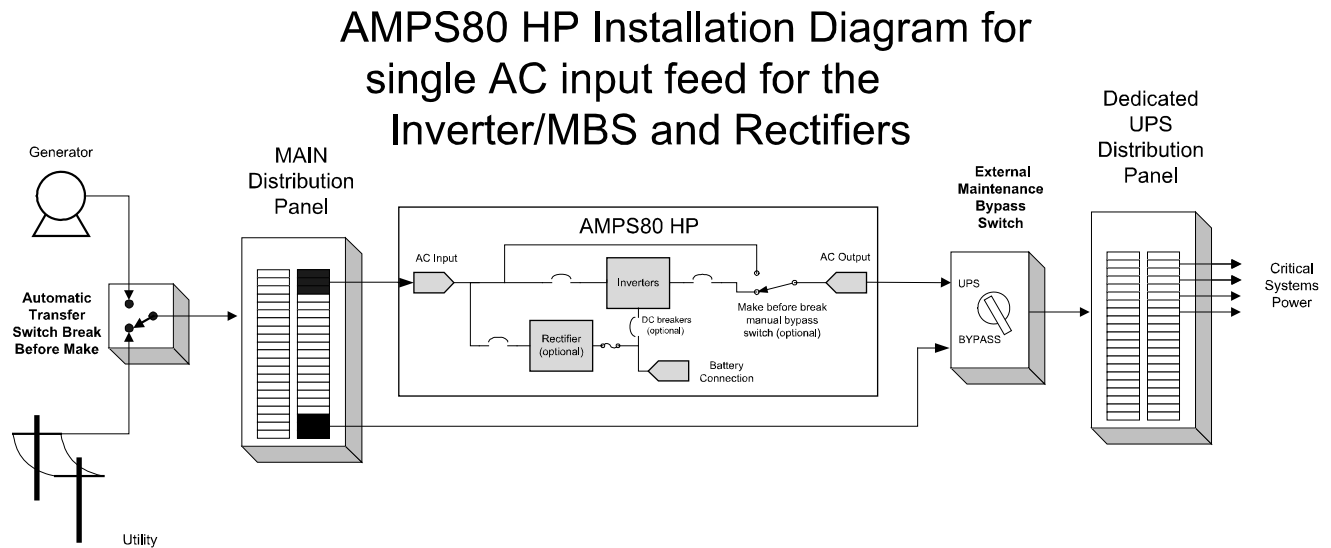 AMPS80 HP Installation Diagram for
single AC input feed for the
Inverter/MBS and Rectifiers
Generator
MAIN
Distribution
Panel
Dedicated
UPS
Distribution
Panel
External
Maintenance
Bypass
Switch
AMPS80 HP
AC Input
AC Output
Inverters
UPS
BYPASS
Critical
Systems
Power
Automatic
Transfer
Switch Break
Before Make
DC breakers
(optional)
Make before break
manual bypass
switch (optional)
Rectifier
(optional)
Battery
Connection
Utility